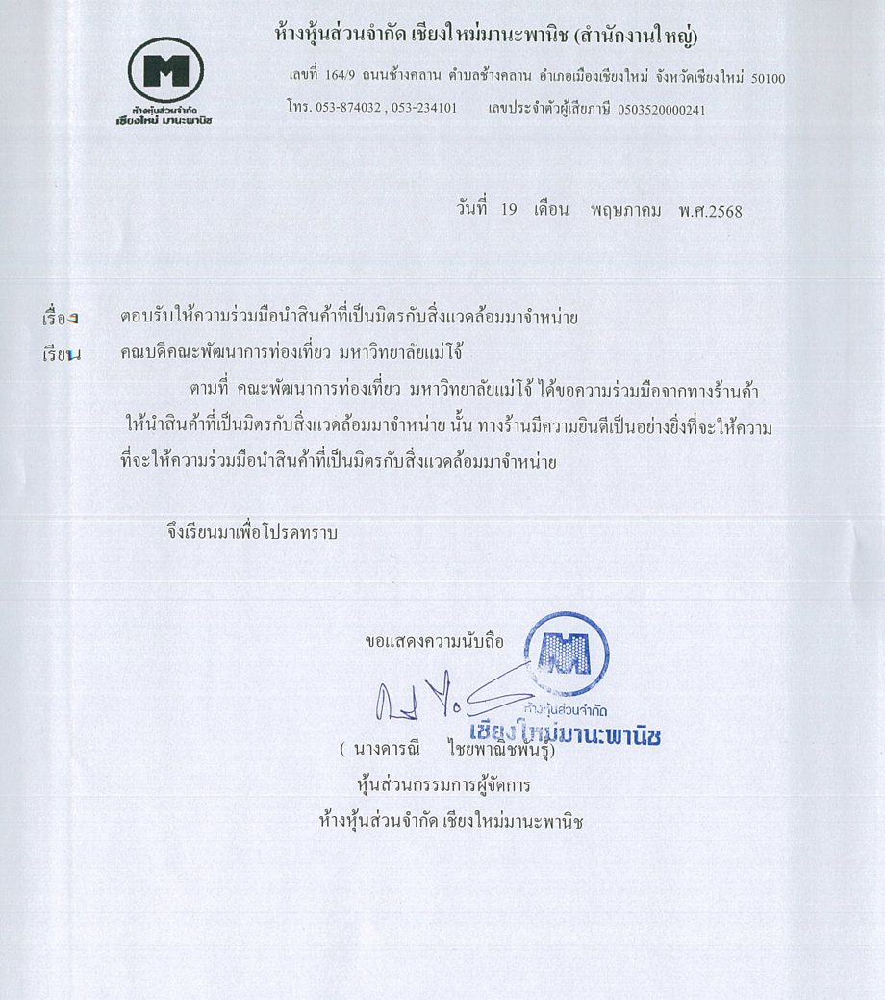 ห้างหุ้นส่วนจำกัด เชียงใหม่มานะพานิช (สำนักงานใหญ่)
M
ห้างหุ้นส่วนจำกัด
เชียงใหม่ มานะพานิช
เลขที่ 164/9 ถนนช้างคลาน ตำบลช้างคลาน อำเภอเมืองเชียงใหม่ จังหวัดเชียงใหม่ 50100
โทร. 053-874032 , 053-234101 เลขประจำตัวผู้เสียภาษี 0503520000241
วันที่ 19 เดือน พฤษภาคม พ.ศ.2568
เรื่อง ตอบรับให้ความร่วมมือนำสินค้าที่เป็นมิตรกับสิ่งแวดล้อมมาจำหน่าย
เรียน คณบดีคณะพัฒนาการท่องเที่ยว มหาวิทยาลัยแม่โจ้
ตามที่ คณะพัฒนาการท่องเที่ยว มหาวิทยาลัยแม่โจ้ ได้ขอความร่วมมือจากทางร้านค้า
ให้นำสินค้าที่เป็นมิตรกับสิ่งแวดล้อมมาจำหน่าย นั้น ทางร้านมีความยินดีเป็นอย่างยิ่งที่จะให้ความ
ที่จะให้ความร่วมมือนำสินค้าที่เป็นมิตรกับสิ่งแวดล้อมมาจำหน่าย
จึงเรียนมาเพื่อโปรดทราบ
ขอแสดงความนับถือ
M
ห้างหุ้นส่วนจำกัด
เชียงใหม่มานะพานิช
( นางดารณี ไชยพาณิชพันธุ์)
หุ้นส่วนกรรมการผู้จัดการ
ห้างหุ้นส่วนจำกัด เชียงใหม่มานะพานิช